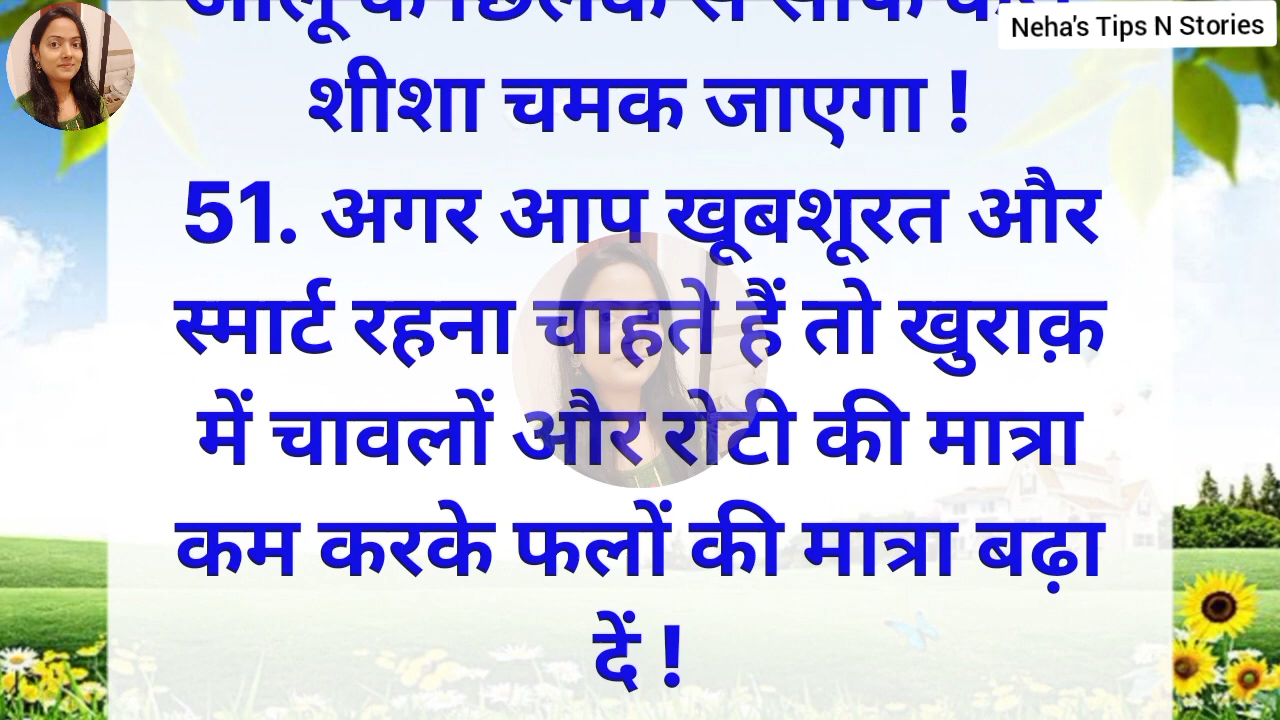 Neha's Tips N Stories
शीशा चमक जाएगा !
51. अगर आप खूबशूरत और
स्मार्ट रहना चाहते हैं तो खुराक़
में चावलों और रोटी की मात्रा
कम करके फलों की मात्रा बढ़ा
दें !